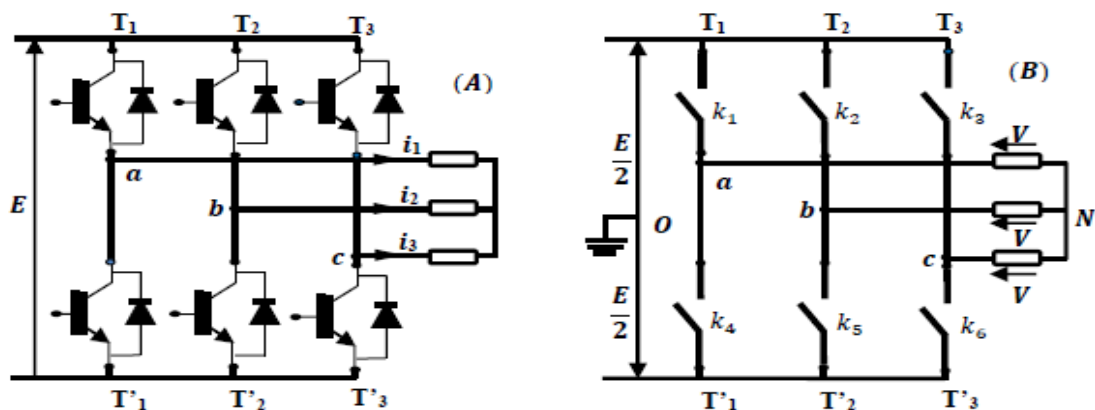 T₁ T₂ T₃
(A)
E
a
b
c
i₁
i₂
i₃
T'₁ T'₂ T'₃
T₁ T₂ T₃
(B)
k₁ k₂ k₃
E/2
O
E/2
a
b
c
V
V
V
N
k₄ k₅ k₆
T'₁ T'₂ T'₃